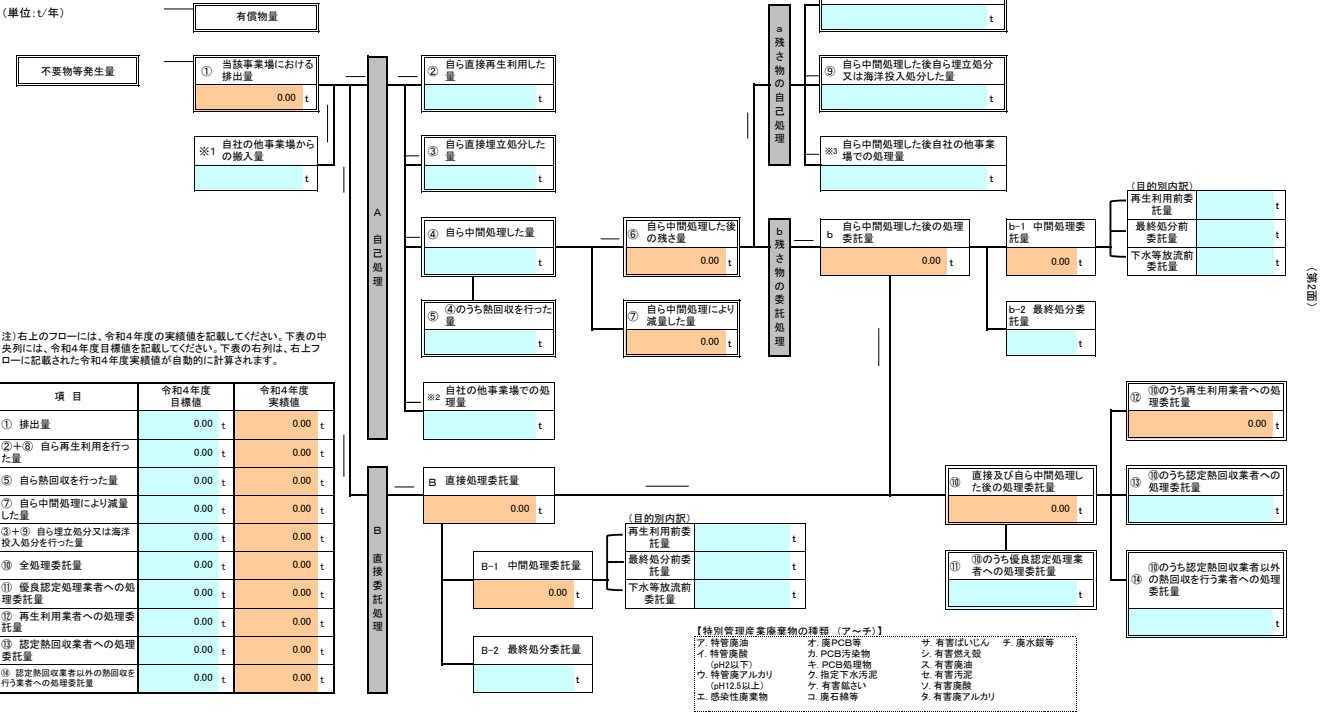 （単位:t/年）
有償物量
不要物等発生量
① 当該事業場における
排出量
0.00 t
※1 自社の他事業場から
の搬入量
t
A 自己処理
② 自ら直接再生利用した
量
t
③ 自ら直接埋立処分した
量
t
④ 自ら中間処理した量
t
⑤ ④のうち熱回収を行った
量
t
※2 自社の他事業場での処
理量
t
⑥ 自ら中間処理した後
の残さ量
0.00 t
⑦ 自ら中間処理により
減量した量
0.00 t
a 残さ物の自己処理
t
⑨ 自ら中間処理した後自ら埋立処分
又は海洋投入処分した量
t
※3 自ら中間処理した後自社の他事業
場での処理量
t
b 残さ物の委託処理
b 自ら中間処理した後の処理
委託量
0.00 t
b-1 中間処理委
託量
0.00 t
（目的別内訳）
再生利用前委
託量
t
最終処分前
委託量
t
下水等放流前
委託量
t
b-2 最終処分委
託量
t
（第2面）
注）右上のフローには、令和4年度の実績値を記載してください。下表の中
央列には、令和4年度目標値を記載してください。下表の右列は、右上フ
ローに記載された令和4年度実績値が自動的に計算されます。
項 目 令和4年度 令和4年度
目標値 実績値
① 排出量 0.00 t 0.00 t
②＋⑧ 自ら再生利用を行っ
た量 0.00 t 0.00 t
⑤ 自ら熱回収を行った量 0.00 t 0.00 t
⑦ 自ら中間処理により減量
した量 0.00 t 0.00 t
③＋⑨ 自ら埋立処分又は海洋
投入処分を行った量 0.00 t 0.00 t
⑩ 全処理委託量 0.00 t 0.00 t
⑪ 優良認定処理業者への処
理委託量 0.00 t 0.00 t
⑫ 再生利用業者への処理委
託量 0.00 t 0.00 t
⑬ 認定熱回収業者への処理
委託量 0.00 t 0.00 t
⑭ 認定熱回収業者以外の熱回収を
行う業者への処理委託量 0.00 t 0.00 t
B 直接委託処理
B 直接処理委託量
0.00 t
B-1 中間処理委託量
0.00 t
（目的別内訳）
再生利用前委
託量
t
最終処分前委
託量
t
下水等放流前
委託量
t
B-2 最終処分委託量
t
⑩ 直接及び自ら中間処理し
た後の処理委託量
0.00 t
⑪ ⑩のうち優良認定処理業
者への処理委託量
t
⑫ ⑩のうち再生利用業者への処
理委託量
0.00 t
⑬ ⑩のうち認定熱回収業者への
処理委託量
t
⑭ ⑩のうち認定熱回収業者以外
の熱回収を行う業者への処理
委託量
t
【特別管理産業廃棄物の種類 （ア～チ）】
ア. 特管廃油 オ. 廃PCB等 サ. 有害ばいじん チ. 廃水銀等
イ. 特管廃酸 カ. PCB汚染物 シ. 有害燃え殻
（pH2以下） キ. PCB処理物 ス. 有害廃油
ウ. 特管廃アルカリ ク. 指定下水汚泥 セ. 有害汚泥
（pH12.5以上） ケ. 有害鉱さい ソ. 有害廃酸
エ. 感染性廃棄物 コ. 廃石綿等 タ. 有害廃アルカリ